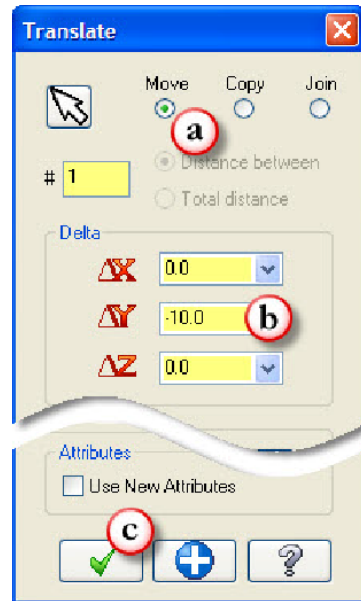 Translate
Move Copy Join
a
Distance between
# 1
Total distance
Delta
ΔX 0.0
ΔY -10.0 b
ΔZ 0.0
Attributes
Use New Attributes
c
?